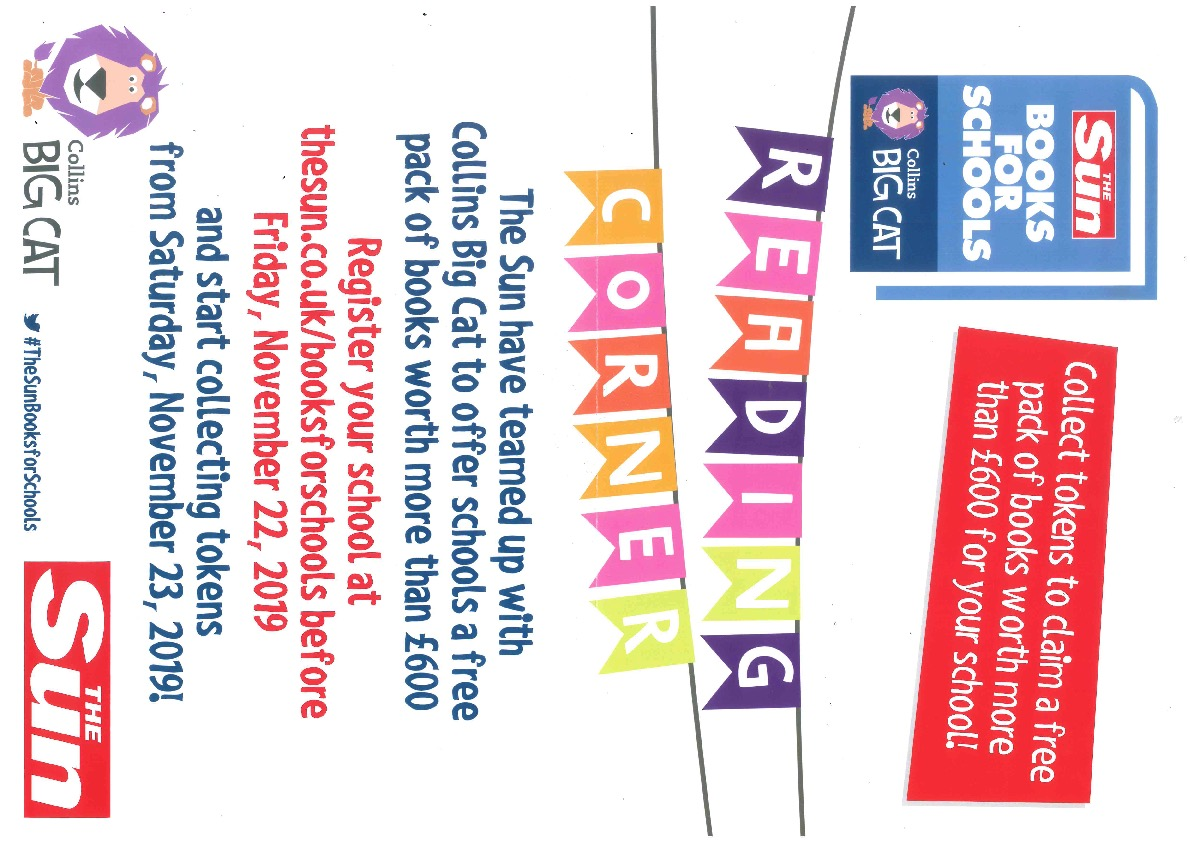 THE
Sun
BOOKS
FOR
SCHOOLS
Collins
BIG CAT
Collect tokens to claim a free
pack of books worth more
than £600 for your school!
READING
CORNER
The Sun have teamed up with
Collins Big Cat to offer schools a free
pack of books worth more than £600
Register your school at
thesun.co.uk/booksforschools before
Friday, November 22, 2019
and start collecting tokens
from Saturday, November 23, 2019!
Collins
BIG CAT
#TheSunBooksforSchools
THE
Sun